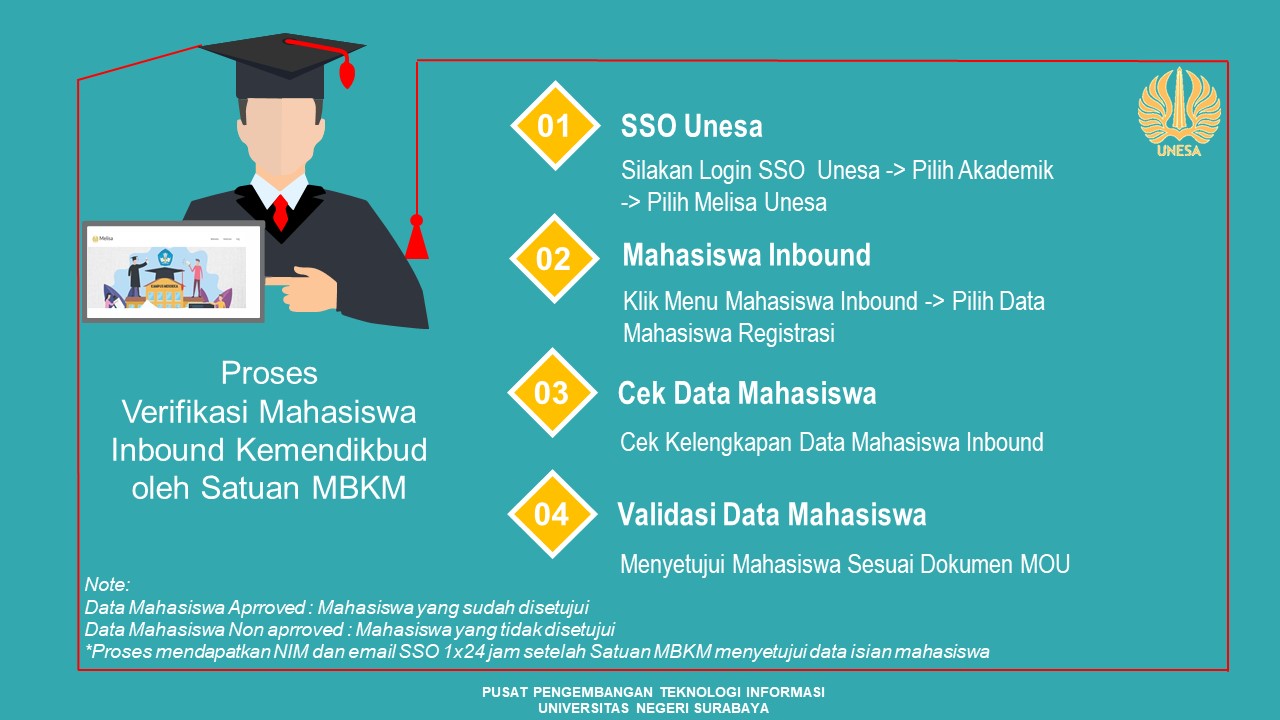 Melisa
KAMPUS MERDEKA
Proses
Verifikasi Mahasiswa
Inbound Kemendikbud
oleh Satuan MBKM
01
SSO Unesa
Silakan Login SSO Unesa -> Pilih Akademik
-> Pilih Melisa Unesa
02
Mahasiswa Inbound
Klik Menu Mahasiswa Inbound -> Pilih Data
Mahasiswa Registrasi
03
Cek Data Mahasiswa
Cek Kelengkapan Data Mahasiswa Inbound
04
Validasi Data Mahasiswa
Menyetujui Mahasiswa Sesuai Dokumen MOU
UNESA
Note:
Data Mahasiswa Aprroved : Mahasiswa yang sudah disetujui
Data Mahasiswa Non aprroved : Mahasiswa yang tidak disetujui
*Proses mendapatkan NIM dan email SSO 1x24 jam setelah Satuan MBKM menyetujui data isian mahasiswa
PUSAT PENGEMBANGAN TEKNOLOGI INFORMASI
UNIVERSITAS NEGERI SURABAYA